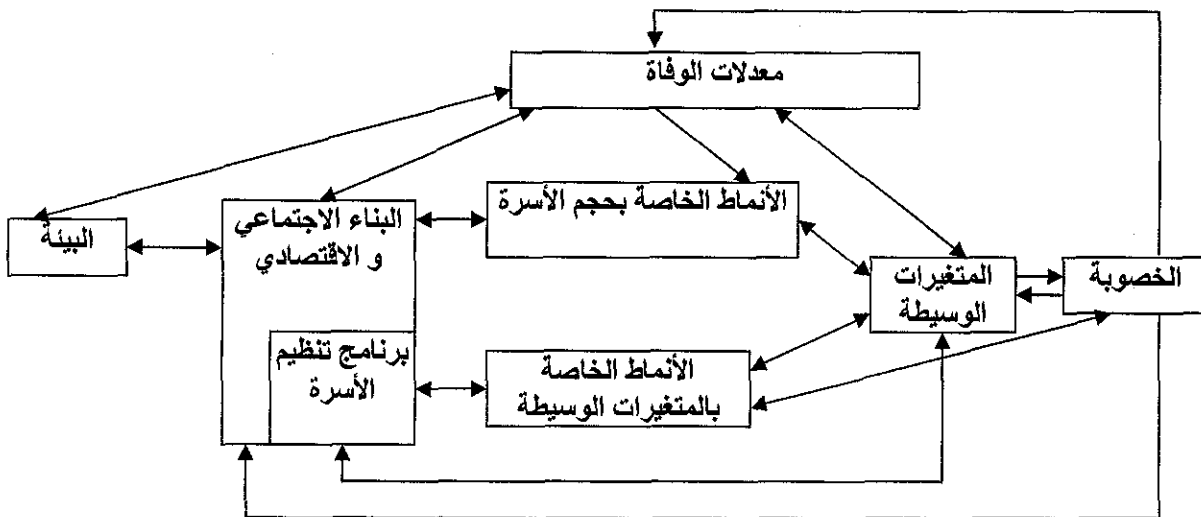 معدلات الوفاة
الأنماط الخاصة بحجم الأسرة
البناء الاجتماعي
و الاقتصادي
البيئة
المتغيرات
الوسيطة
الخصوبة
برنامج تنظيم
الأسرة
الأنماط الخاصة
بالمتغيرات الوسيطة